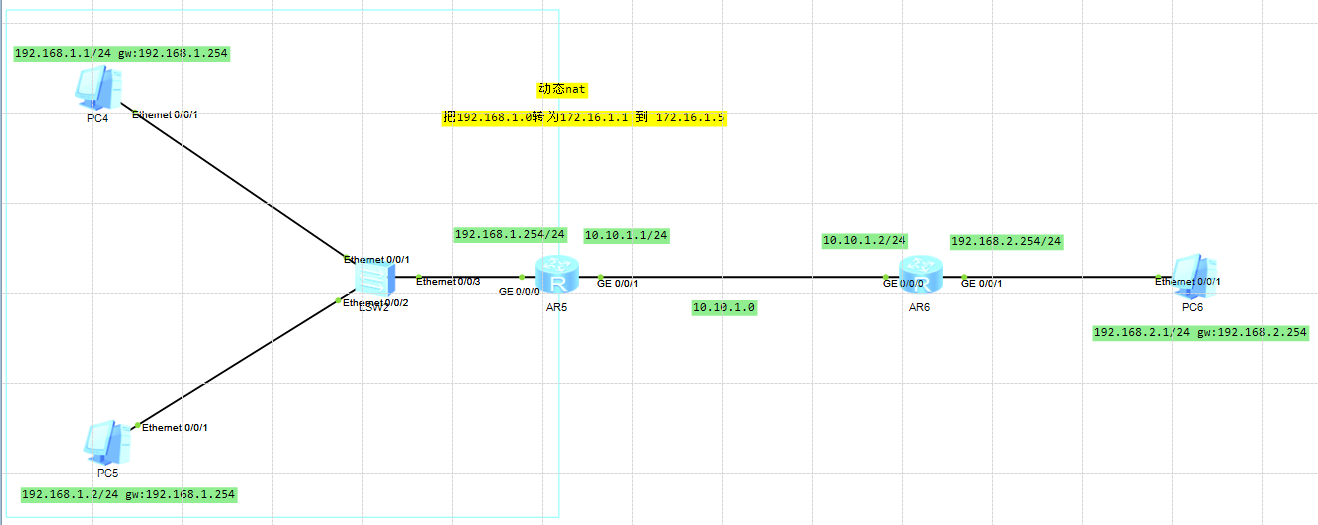 192.168.1.1/24 gw:192.168.1.254
PC4
Ethernet 0/0/1
动态nat
把192.168.1.0转为172.16.1.1 到 172.16.1.5
192.168.1.254/24
10.10.1.1/24
10.10.1.2/24
192.168.2.254/24
Ethernet 0/0/1
Ethernet 0/0/3
GE 0/0/0
GE 0/0/1
GE 0/0/0
GE 0/0/1
Ethernet 0/0/1
Ethernet 0/0/2
LSW2
AR5
10.10.1.0
AR6
PC6
192.168.2.1/24 gw:192.168.2.254
Ethernet 0/0/1
PC5
192.168.1.2/24 gw:192.168.1.254